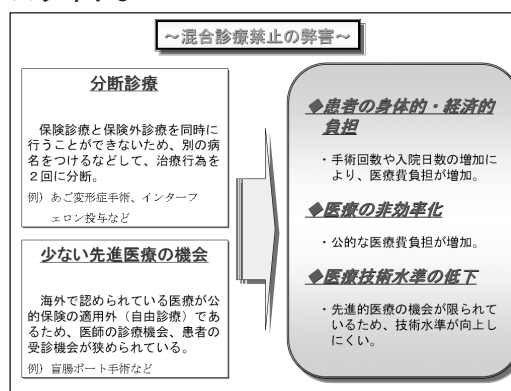 ～混合診療禁止の弊害～
分断診療
保険診療と保険外診療を同時に
行うことができないため、別の病
名をつけるなどして、治療行為を
２回に分断。
例）あご変形症手術、インターフ
ェロン投与など
少ない先進医療の機会
海外で認められている医療が公
的保険の適用外（自由診療）であ
るため、医師の診療機会、患者の
受診機会が狭められている。
例）盲腸ポート手術など
◆患者の身体的・経済的
負担
・手術回数や入院日数の増加に
より、医療費負担が増加。
◆医療の非効率化
・公的な医療費負担が増加。
◆医療技術水準の低下
・先進的医療の機会が限られて
いるため、技術水準が向上し
にくい。